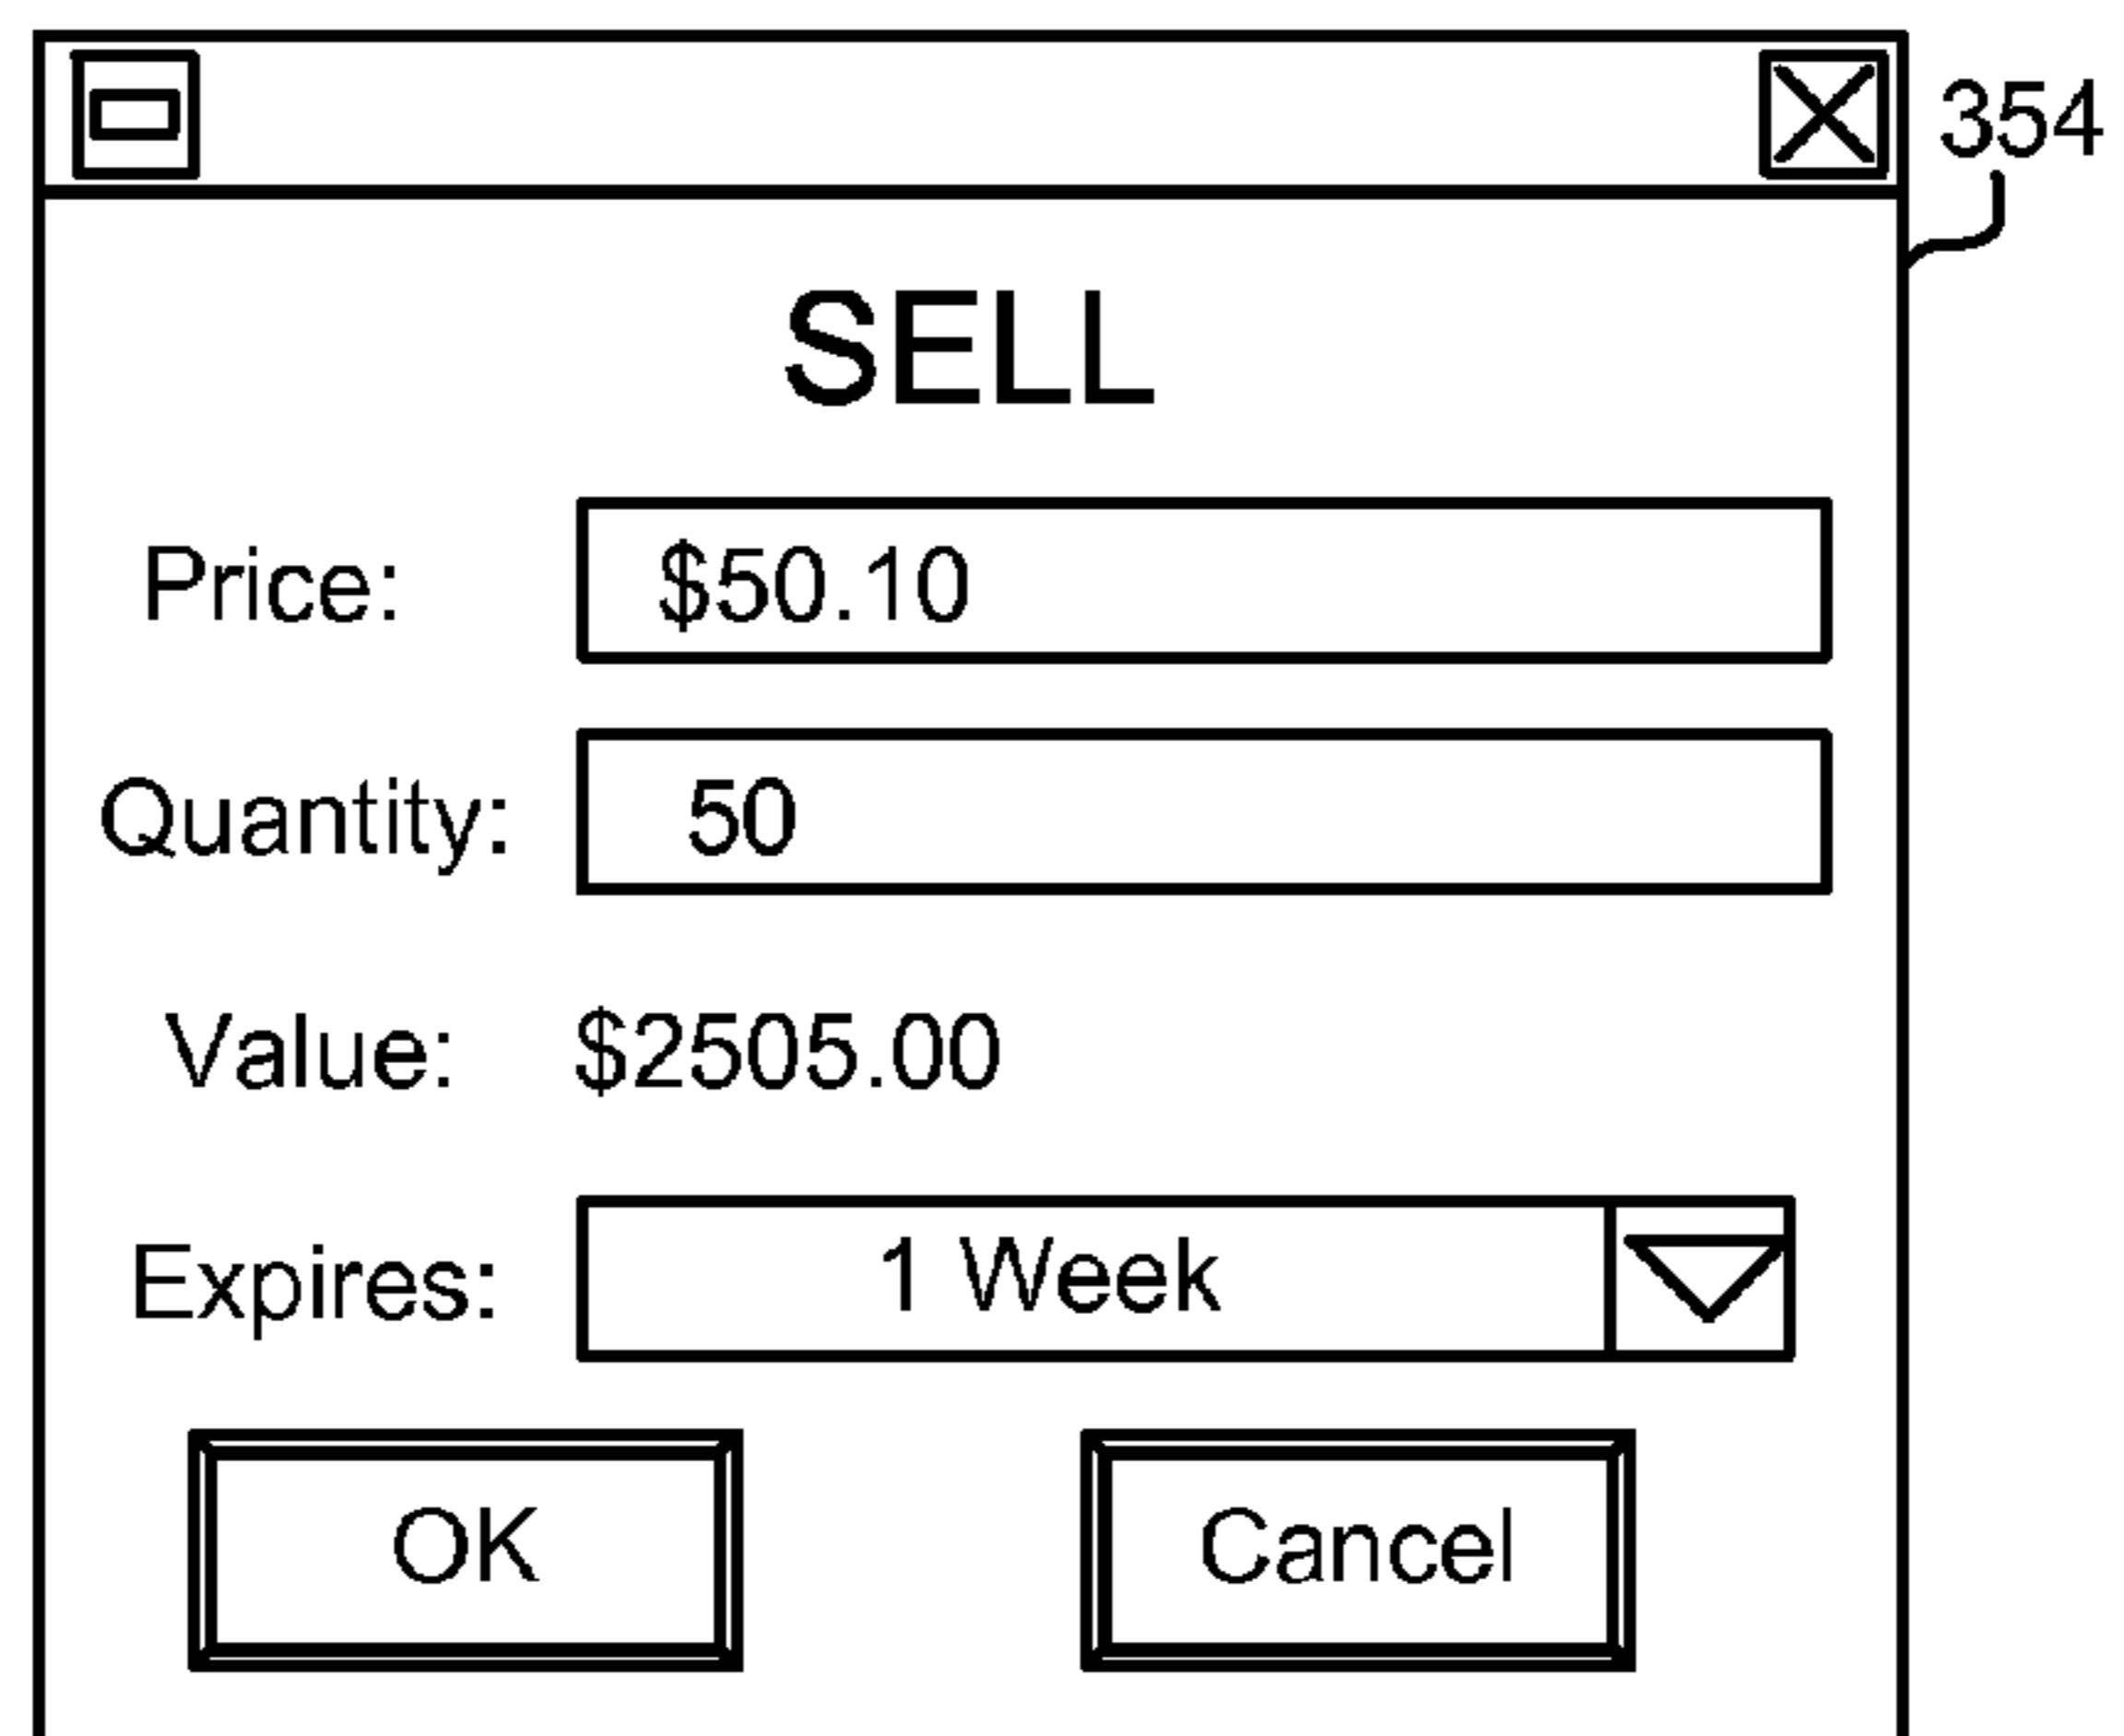 354
SELL
Price: $50.10
Quantity: 50
Value: $2505.00
Expires: 1 Week
OK Cancel